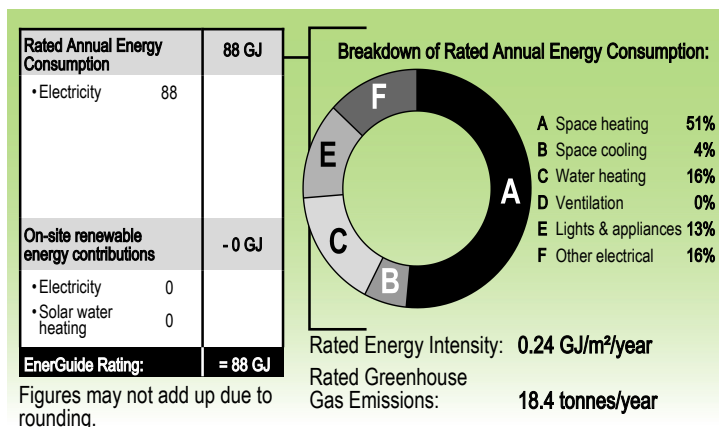 Rated Annual Energy
Consumption
88 GJ
• Electricity 88
On-site renewable
energy contributions
- 0 GJ
• Electricity 0
• Solar water
heating
0
EnerGuide Rating: = 88 GJ
Figures may not add up due to
rounding.
Breakdown of Rated Annual Energy Consumption:
F
E
A
C
B
A Space heating 51%
B Space cooling 4%
C Water heating 16%
D Ventilation 0%
E Lights & appliances 13%
F Other electrical 16%
Rated Energy Intensity: 0.24 GJ/m²/year
Rated Greenhouse
Gas Emissions: 18.4 tonnes/year